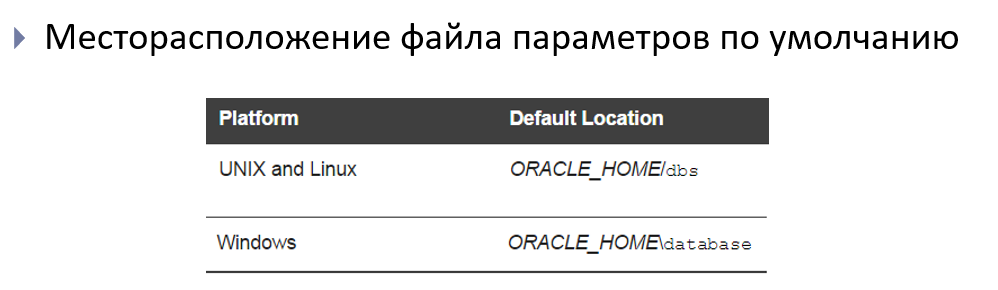 Месторасположение файла параметров по умолчанию
Platform Default Location
UNIX and Linux ORACLE_HOME/dbs
Windows ORACLE_HOME\database